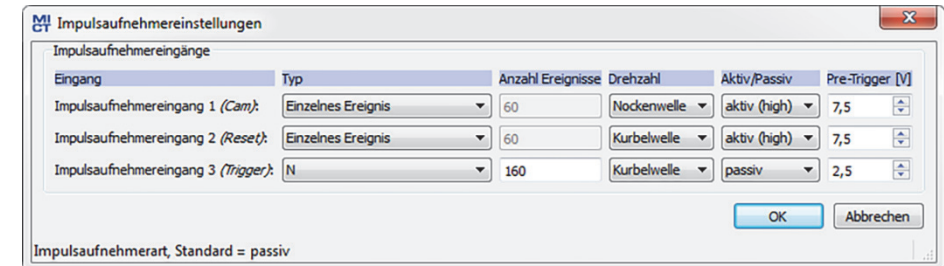 MICT Impulsaufnehmereinstellungen
Impulsaufnehmereingänge
Eingang Typ Anzahl Ereignisse Drehzahl Aktiv/Passiv Pre-Trigger [V]
Impulsaufnehmereingang 1 (Cam): Einzelnes Ereignis 60 Nockenwelle aktiv (high) 7,5
Impulsaufnehmereingang 2 (Reset): Einzelnes Ereignis 60 Kurbelwelle aktiv (high) 7,5
Impulsaufnehmereingang 3 (Trigger): N 160 Kurbelwelle passiv 2,5
OK Abbrechen
Impulsaufnehmerart, Standard = passiv